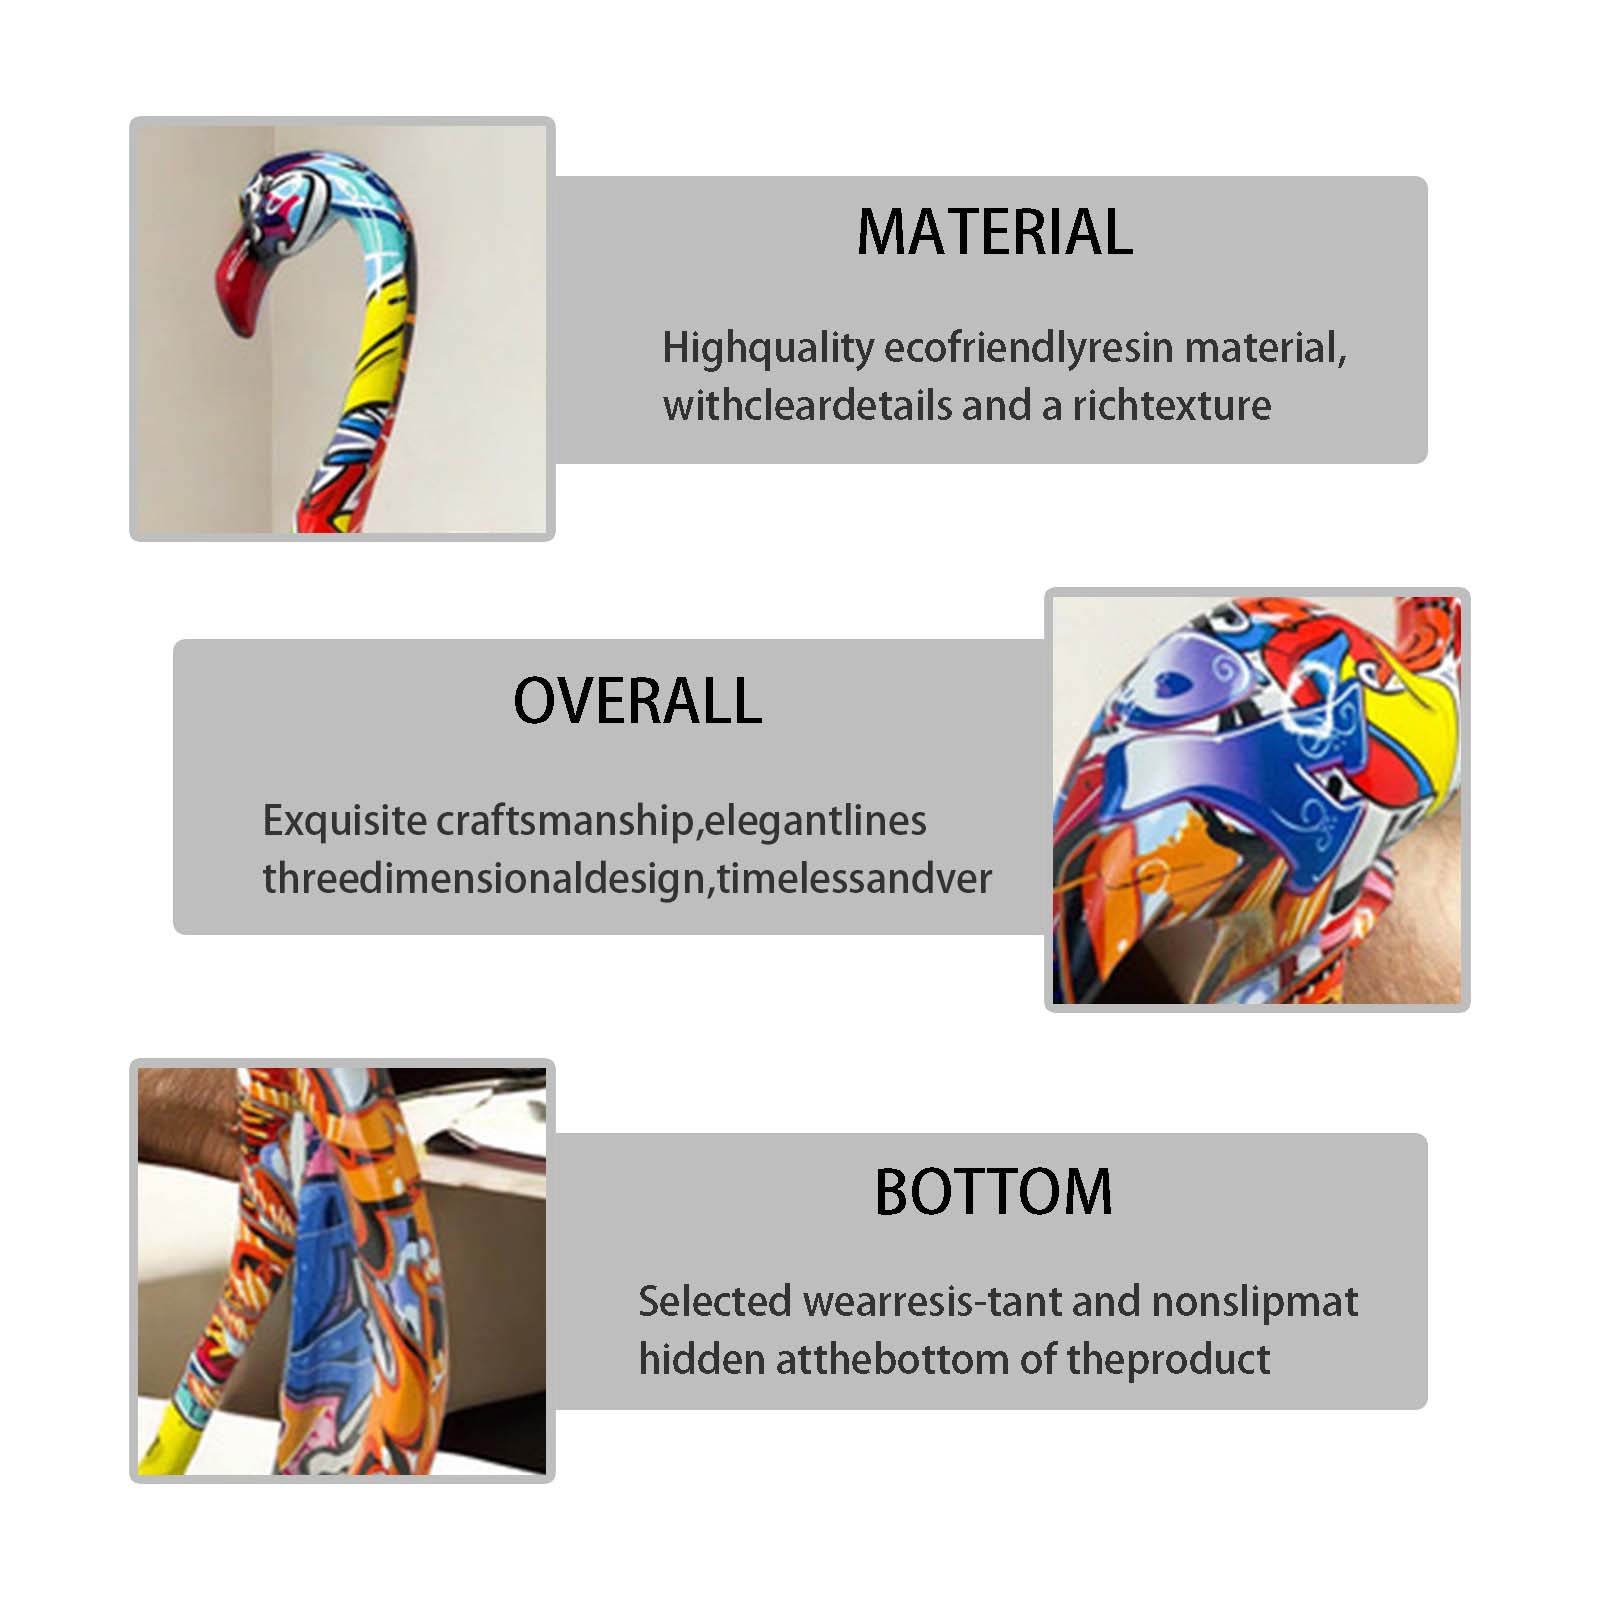 MATERIAL
Highquality ecofriendlyresin material,
withcleardetails and a richtexture
OVERALL
Exquisite craftsmanship,elegantlines
threedimensionaldesign,timelessandver
BOTTOM
Selected wearresis-tant and nonslipmat
hidden atthebottom of theproduct